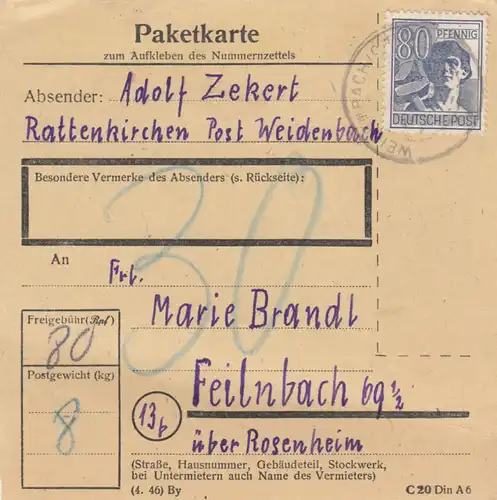 Paketkarte
zum Aufkleben des Nummernzettels
80 PFENNIG
DEUTSCHE POST
Absender: Adolf Zekert
Rattenkirchen Post Weidenbach
Besondere Vermerke des Absenders (s. Rückseite):
30
An
Frl.
Marie Brandl
Freigebühr (Rpf)
80
Postgewicht (kg)
8
Feilnbach 69½
13b
über Rosenheim
(Straße, Hausnummer, Gebäudeteil, Stockwerk,
bei Untermietern auch Name des Vermieters)
(4. 46) By
C 20 Din A 6